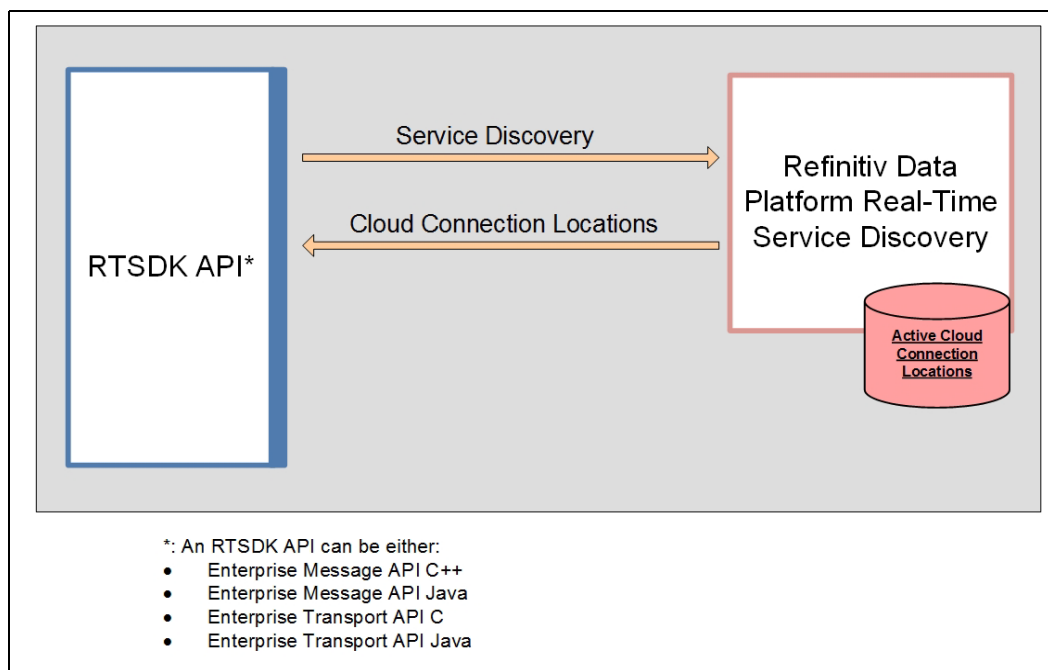 Service Discovery
Cloud Connection Locations
RTSDK API*
Refinitiv Data
Platform Real-Time
Service Discovery
Active Cloud
Connection
Locations
*: An RTSDK API can be either:
● Enterprise Message API C++
● Enterprise Message API Java
● Enterprise Transport API C
● Enterprise Transport API Java